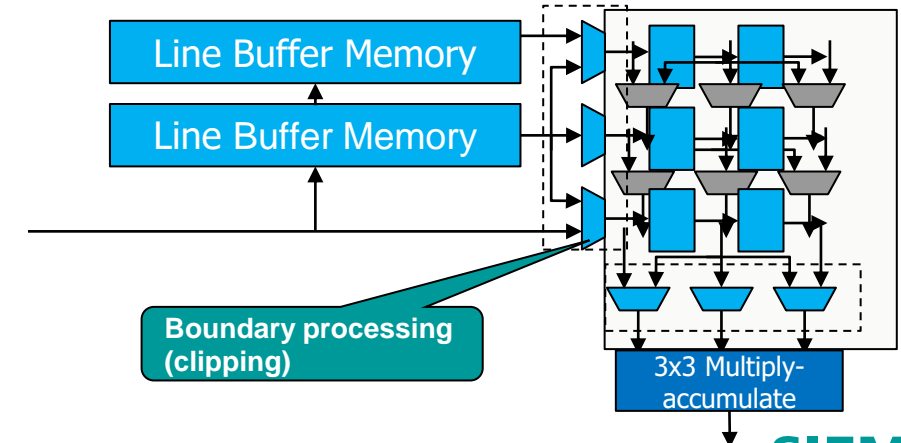 Line Buffer Memory
Line Buffer Memory
Boundary processing
(clipping)
3x3 Multiply-
accumulate